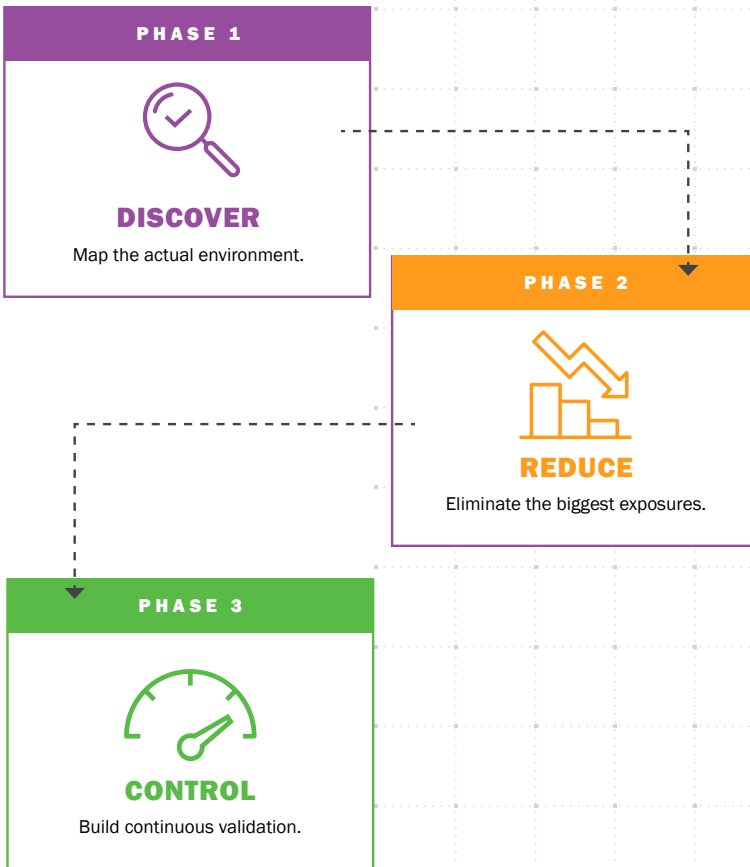 PHASE 1
DISCOVER
Map the actual environment.
PHASE 2
REDUCE
Eliminate the biggest exposures.
PHASE 3
CONTROL
Build continuous validation.